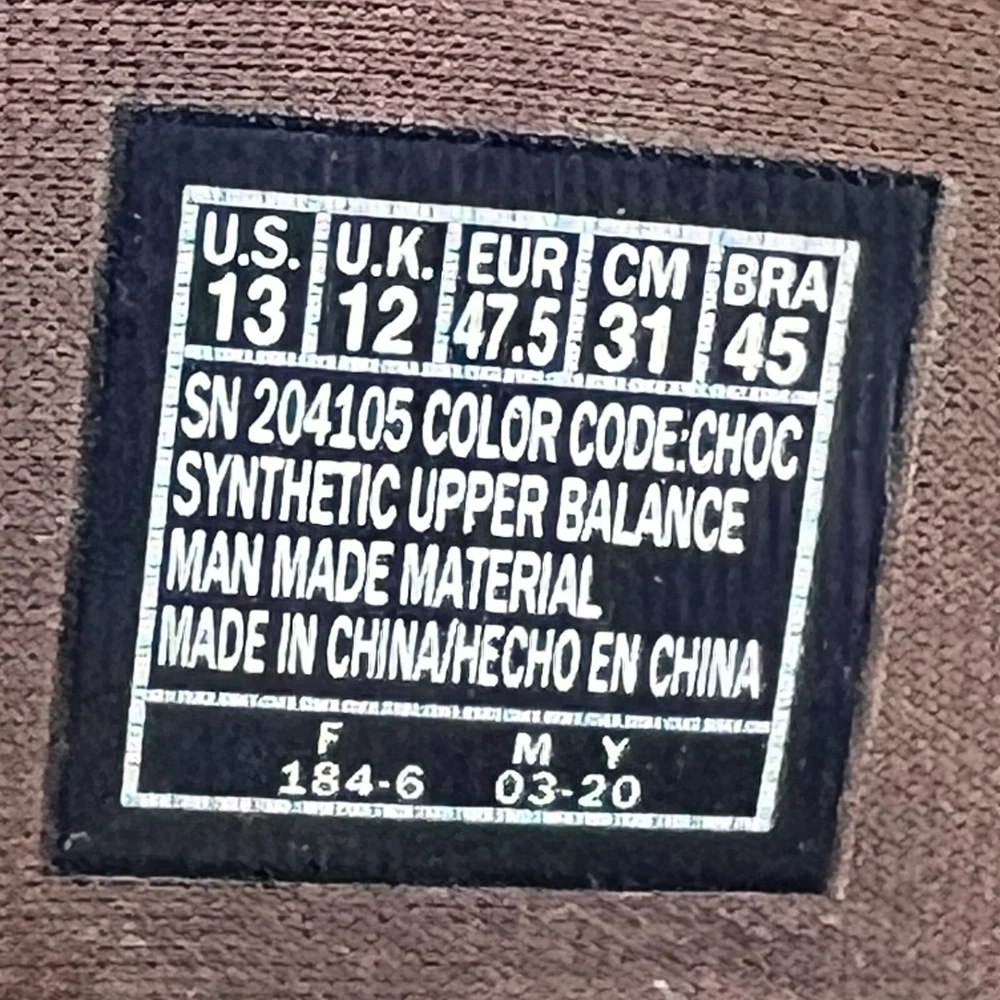 U.S. U.K. EUR CM BRA
13 12 47.5 31 45
SN 204105 COLOR CODE:CHOC
SYNTHETIC UPPER BALANCE
MAN MADE MATERIAL
MADE IN CHINA/HECHO EN CHINA
F M Y
184-6 03-20